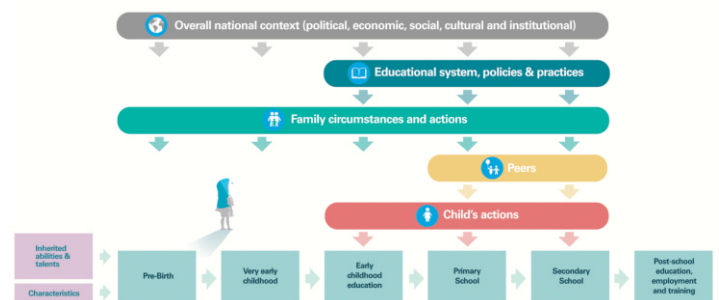 Overall national context (political, economic, social, cultural and institutional)
Educational system, policies & practices
Family circumstances and actions
Peers
Child's actions
Inherited
abilities &
talents
Characteristics
Pre-Birth
Very early
childhood
Early
childhood
education
Primary
School
Secondary
School
Post-school
education,
employment
and training